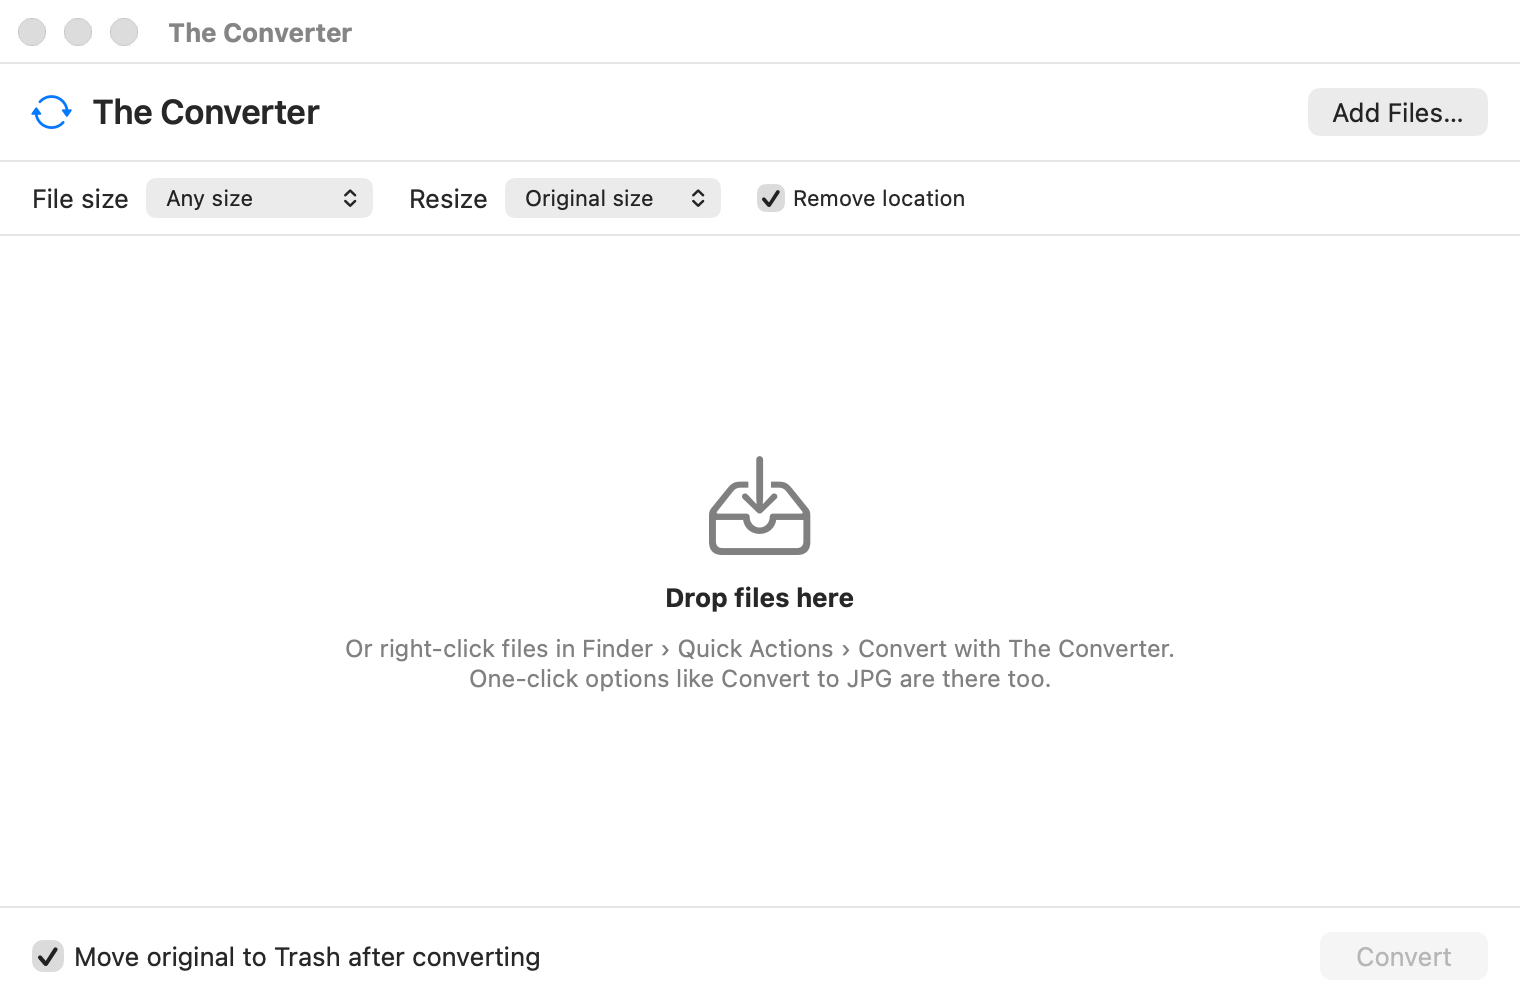 The Converter
The Converter
Add Files...
File size
Any size
Resize
Original size
Remove location
Drop files here
Or right-click files in Finder › Quick Actions › Convert with The Converter.
One-click options like Convert to JPG are there too.
Move original to Trash after converting
Convert